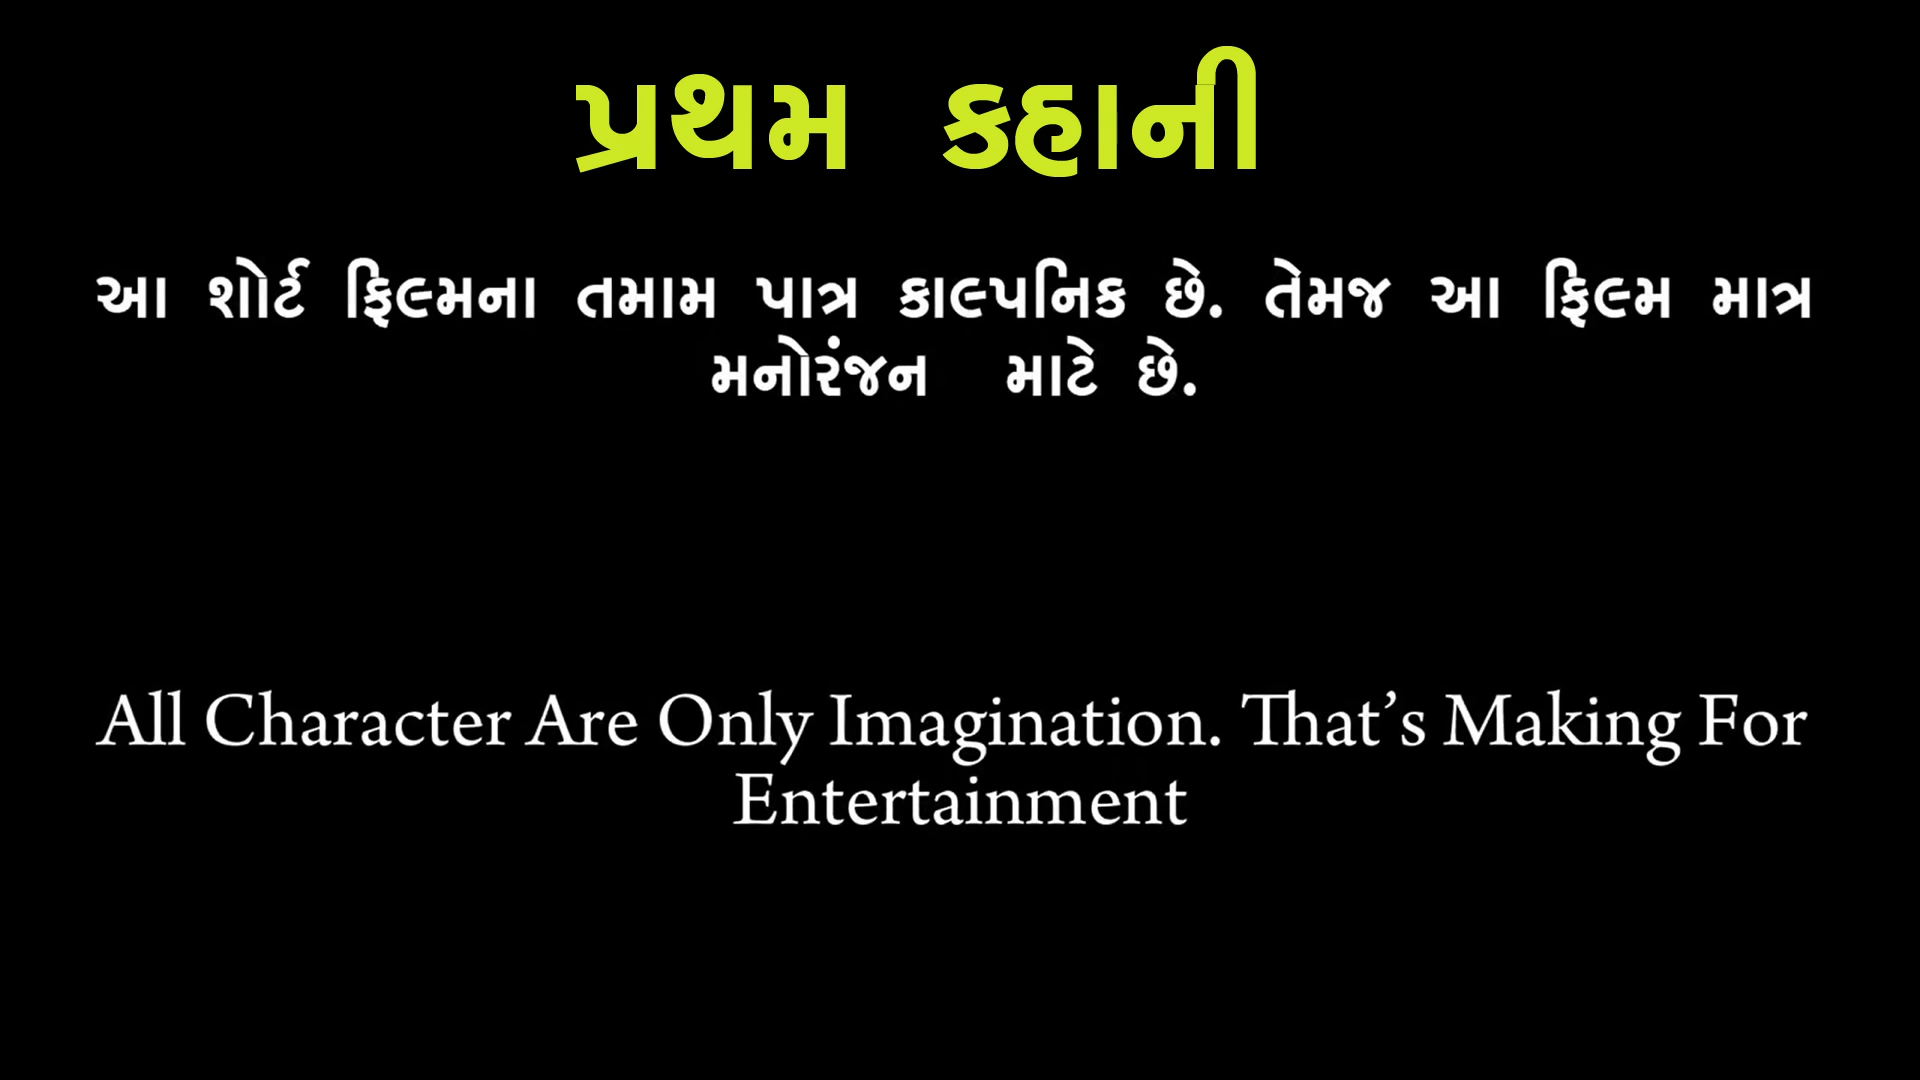 પ્રથમ કહાની
આ શોર્ટ ફિલ્મના તમામ પાત્ર કાલ્પનિક છે. તેમજ આ ફિલ્મ માત્ર
મનોરંજન માટે છે.
All Character Are Only Imagination. That’s Making For
Entertainment